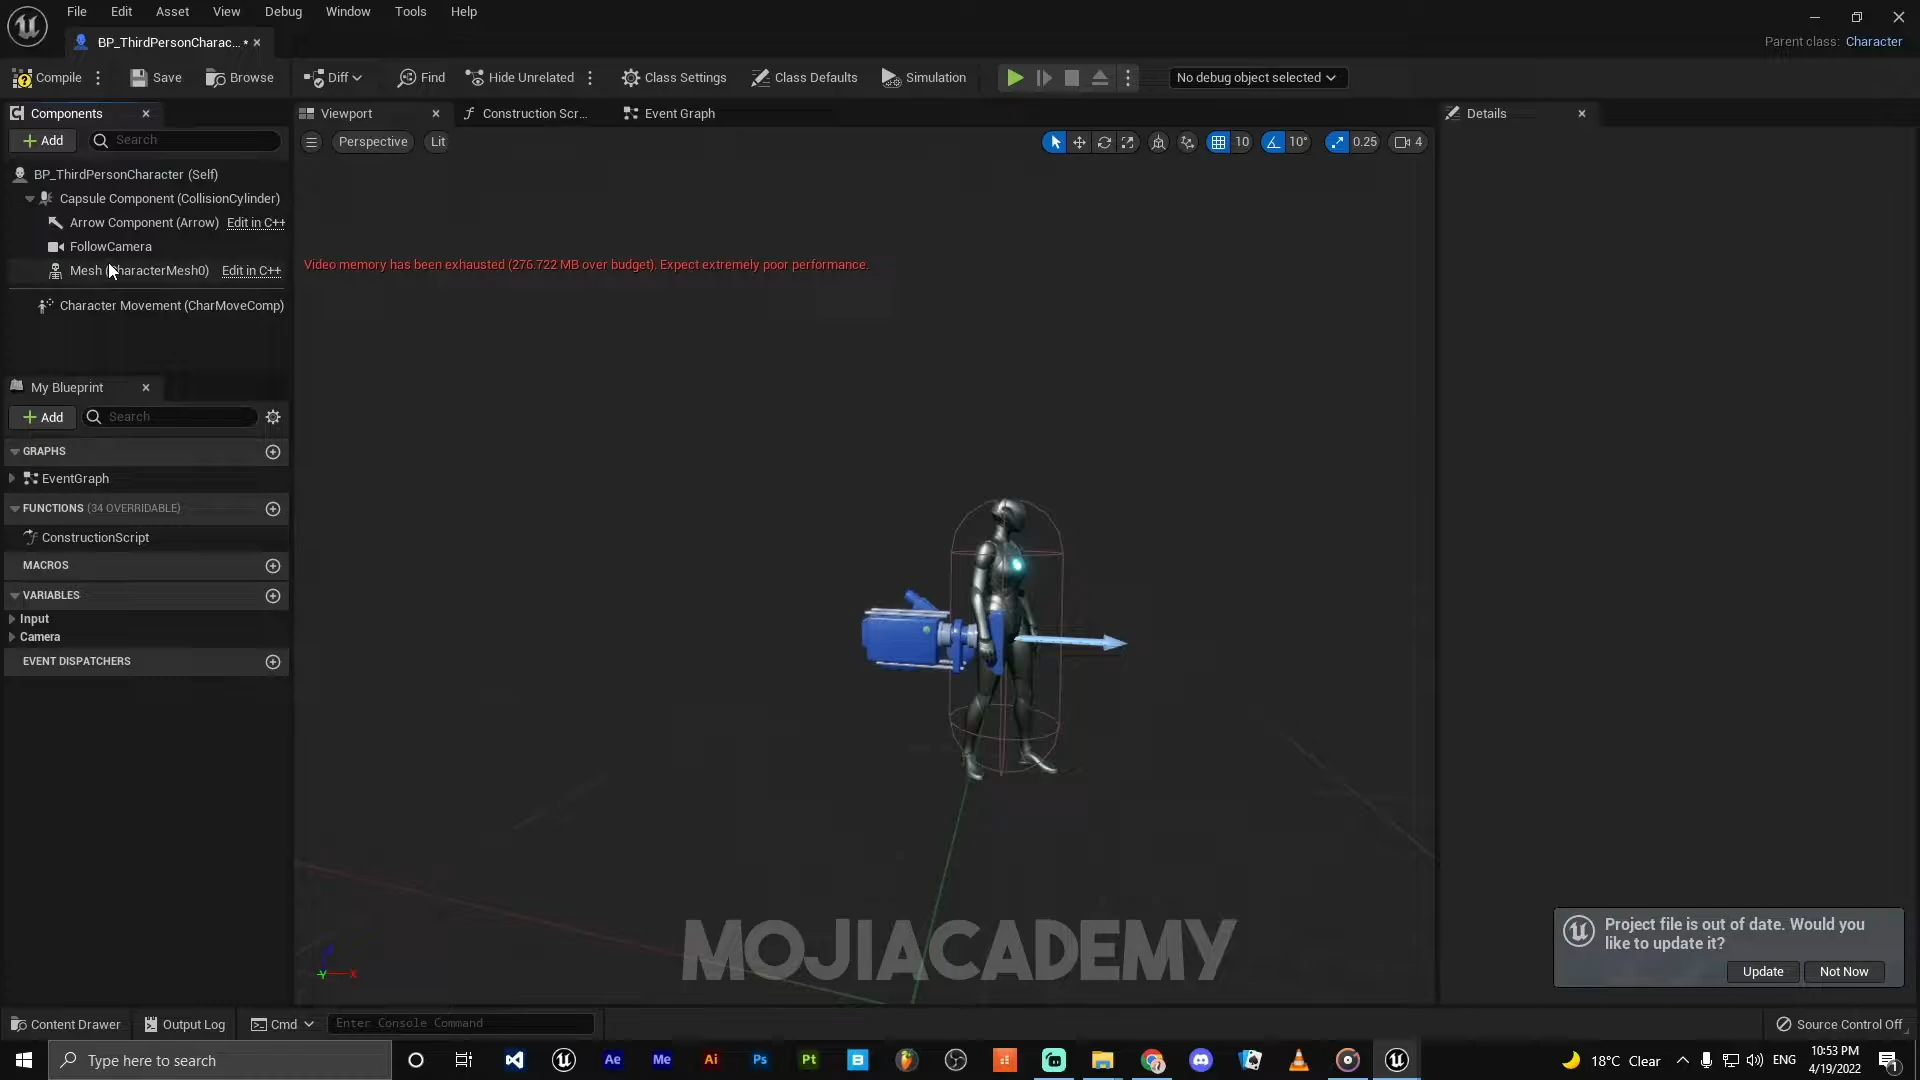 File Edit Asset View Debug Window Tools Help
BP_ThirdPersonCharac... • ×
Parent class: Character
Compile Save Browse Diff Find Hide Unrelated Class Settings Class Defaults Simulation No debug object selected
Components
Viewport
Construction Scr...
Event Graph
Details
Add Search
Perspective Lit 10 10° 0.25 4
BP_ThirdPersonCharacter (Self)
Capsule Component (CollisionCylinder)
Arrow Component (Arrow) Edit in C++
FollowCamera
Mesh (CharacterMesh0) Edit in C++
Character Movement (CharMoveComp)
Video memory has been exhausted (276.722 MB over budget). Expect extremely poor performance.
My Blueprint
Add Search
GRAPHS
EventGraph
FUNCTIONS (34 OVERRIDABLE)
ConstructionScript
MACROS
VARIABLES
Input
Camera
EVENT DISPATCHERS
MOJIACADEMY
Project file is out of date. Would you
like to update it?
Update Not Now
Z
Y X
Content Drawer Output Log Cmd Enter Console Command Source Control Off
Type here to search
Ae Me Ai Ps Pt
18°C Clear ENG
10:53 PM
4/19/2022
1